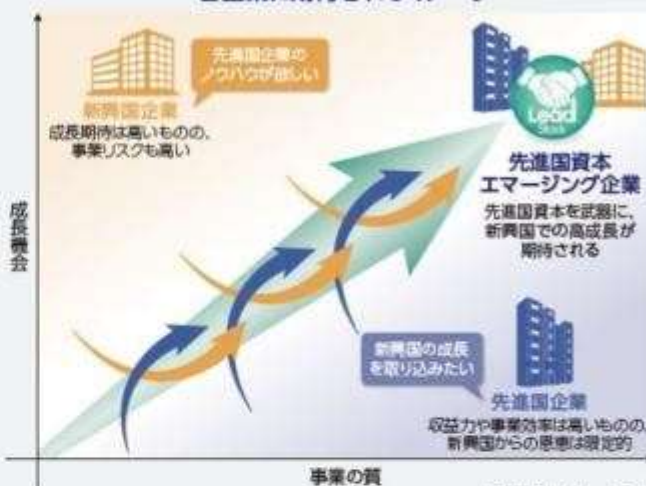 先進国企業の
ノウハウが欲しい
新興国企業
成長期待は高いものの、
事業リスクも高い
Lead
Stock
先進国資本
エマージング企業
先進国資本を武器に、
新興国での高成長が
期待される
成長機会
新興国の成長
を取り込みたい
先進国企業
収益力や事業効率は高いものの、
新興国からの恩恵は限定的
事業の質